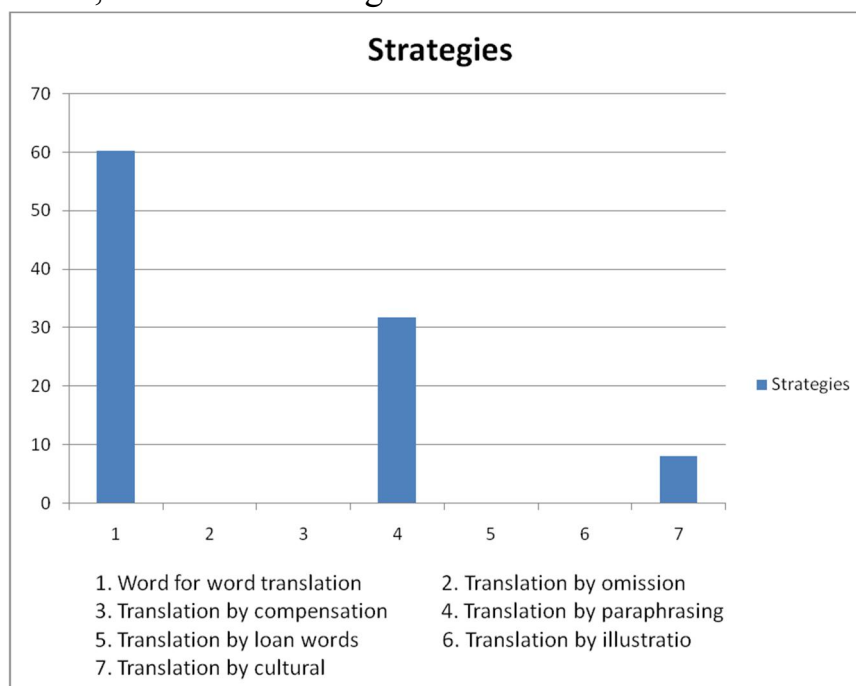 Strategies
70
60
50
40
30
20
10
0
1 2 3 4 5 6 7
Strategies
1. Word for word translation 2. Translation by omission
3. Translation by compensation 4. Translation by paraphrasing
5. Translation by loan words 6. Translation by illustratio
7. Translation by cultural